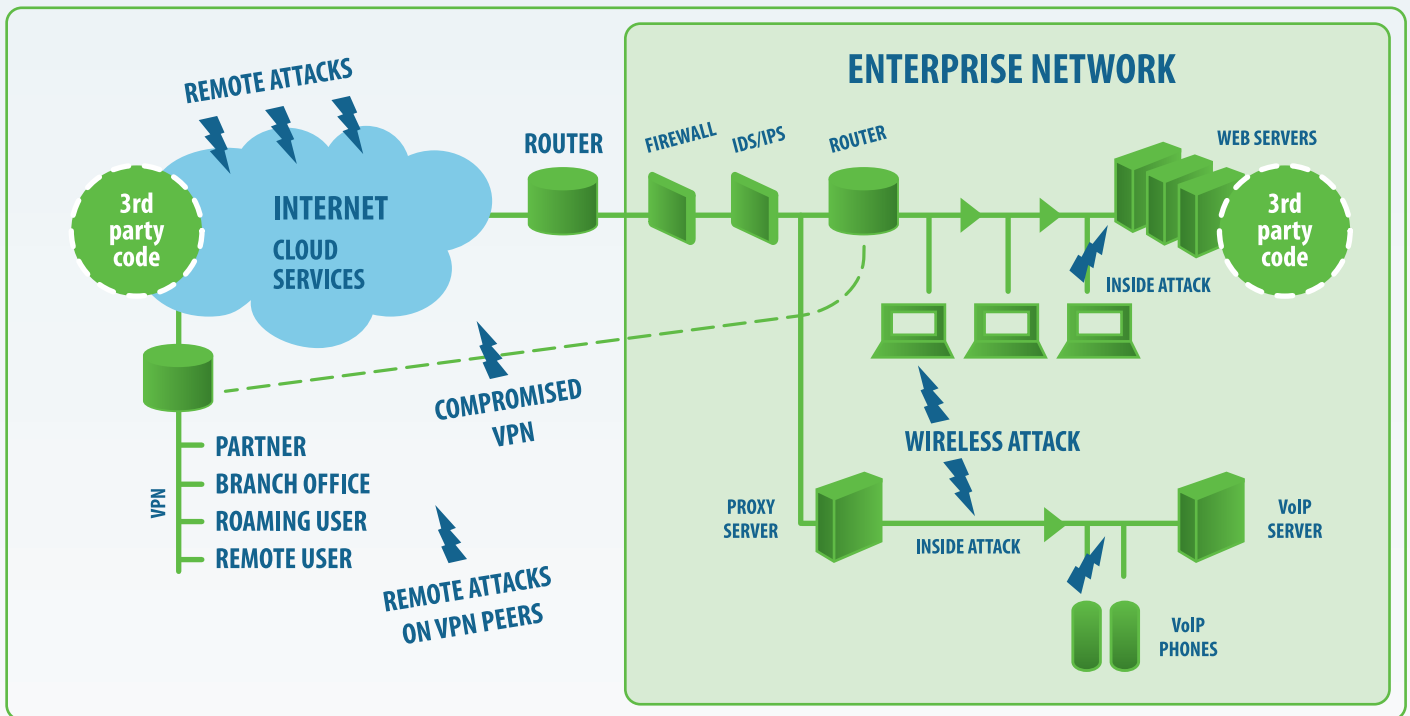 REMOTE ATTACKS
ENTERPRISE NETWORK
ROUTER
FIREWALL
IDS/IPS
ROUTER
WEB SERVERS
3rd
party
code
INTERNET
CLOUD
SERVICES
3rd
party
code
INSIDE ATTACK
COMPROMISED
VPN
VPN
PARTNER
BRANCH OFFICE
ROAMING USER
REMOTE USER
REMOTE ATTACKS
ON VPN PEERS
WIRELESS ATTACK
PROXY
SERVER
INSIDE ATTACK
VoIP
SERVER
VoIP
PHONES